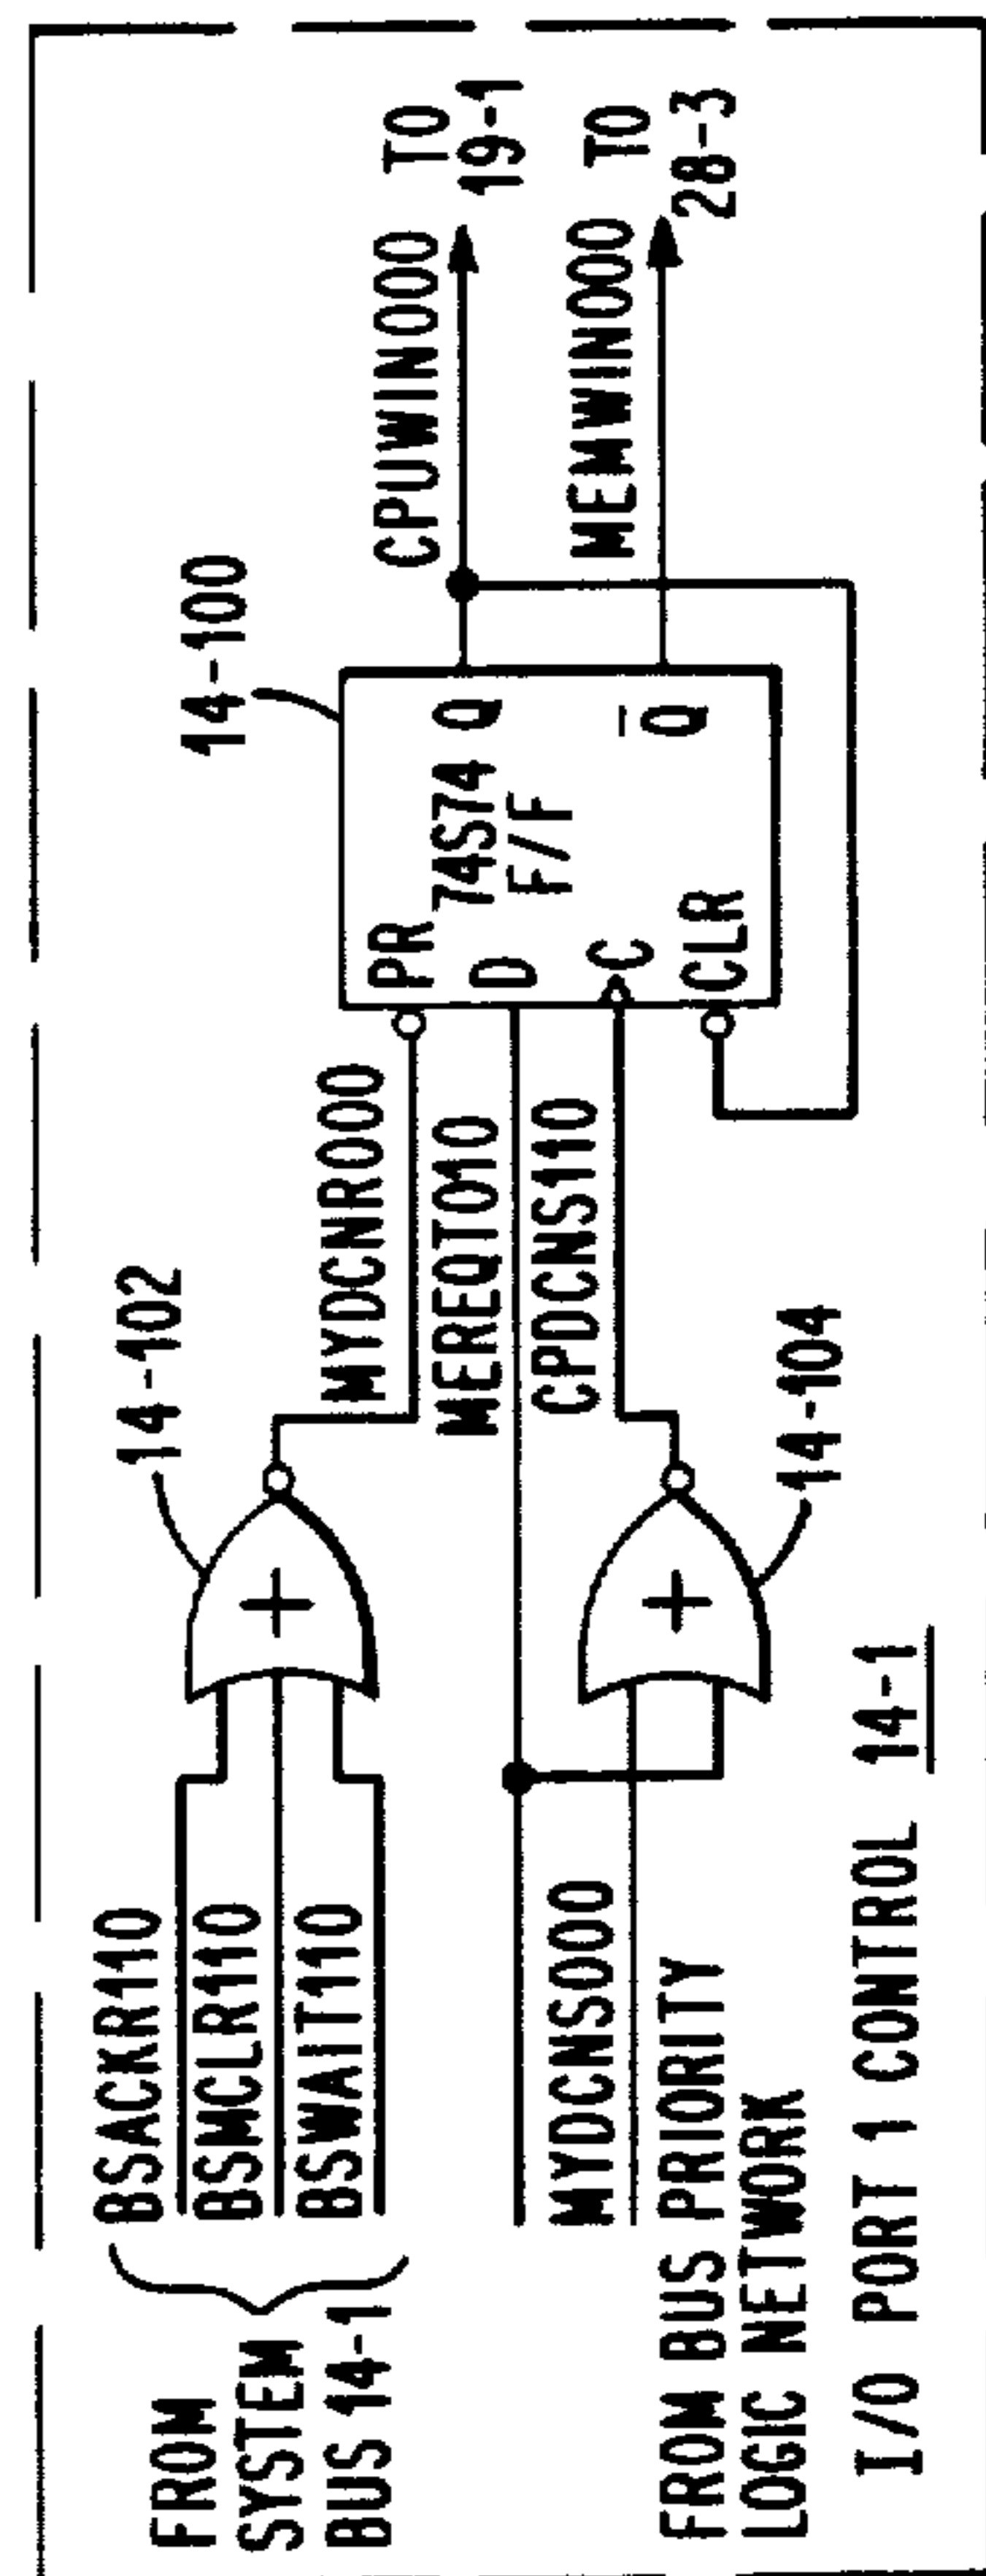 FROM
SYSTEM
BUS 14-1
BSACKR110
BSMCLR110
BSWAIT110
14-102
MYDCNR000
MEREQT010
CPDCNS110
14-100
PR
74S74
F/F
D
C
CLR
Q
Q̅
CPUWIN000
TO
19-1
MEMWIN000
TO
28-3
MYDCNS000
FROM BUS PRIORITY
LOGIC NETWORK
14-104
I/O PORT 1 CONTROL 14-1